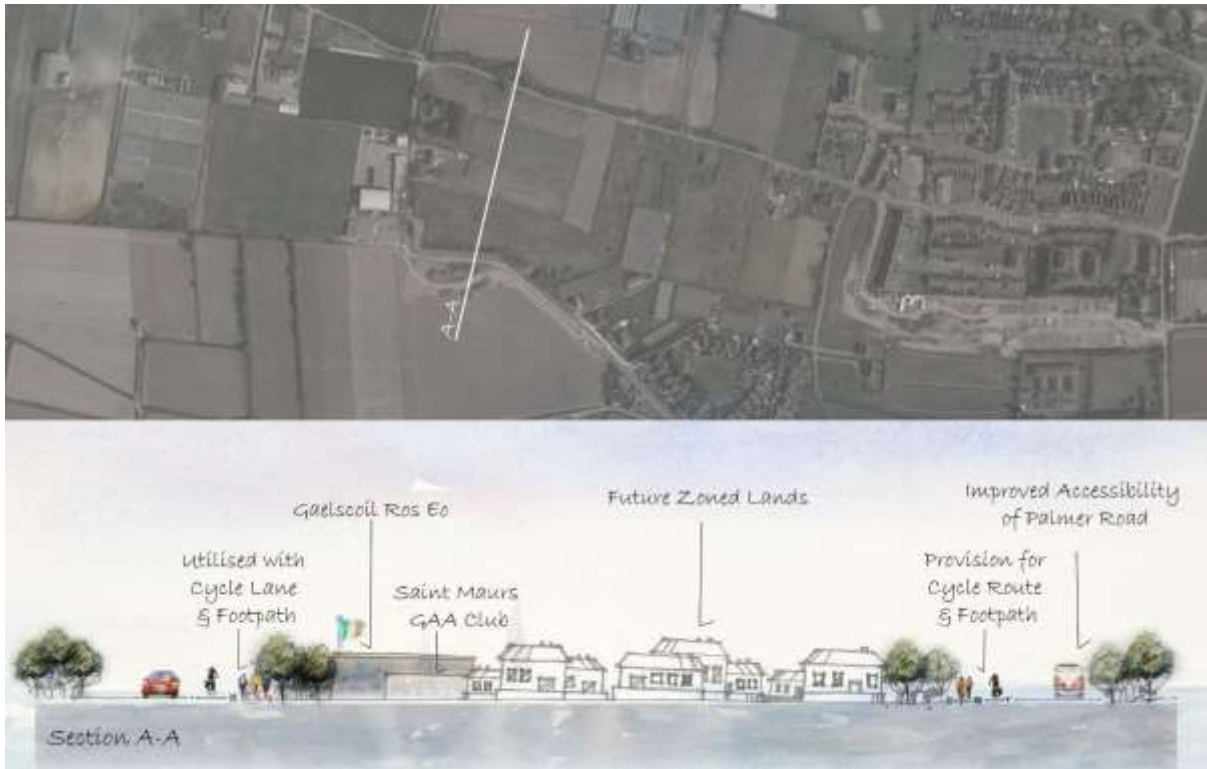 A-A
Gaelscoil Ros Eo
Future Zoned Lands
Improved Accessibility
of Palmer Road
Utilised with
Cycle Lane
& Footpath
Saint Maurs
GAA Club
Provision for
Cycle Route
& Footpath
Section A-A